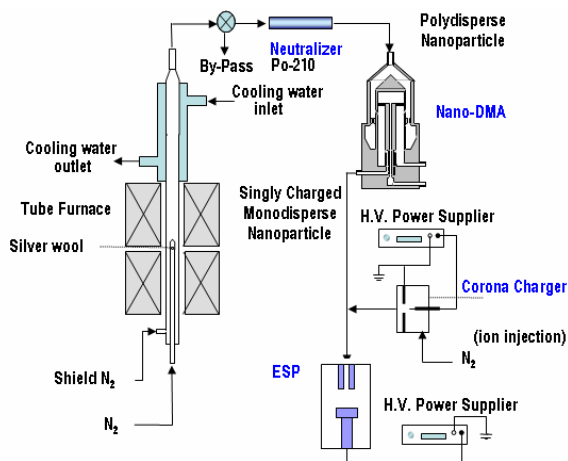 Polydisperse
Nanoparticle
Neutralizer
Po-210
By-Pass
Cooling water
inlet
Nano-DMA
Cooling water
outlet
Tube Furnace
Singly Charged
Monodisperse
Nanoparticle
H.V. Power Supplier
Silver wool
Corona Charger
(ion injection)
N2
Shield N2
ESP
H.V. Power Supplier
N2